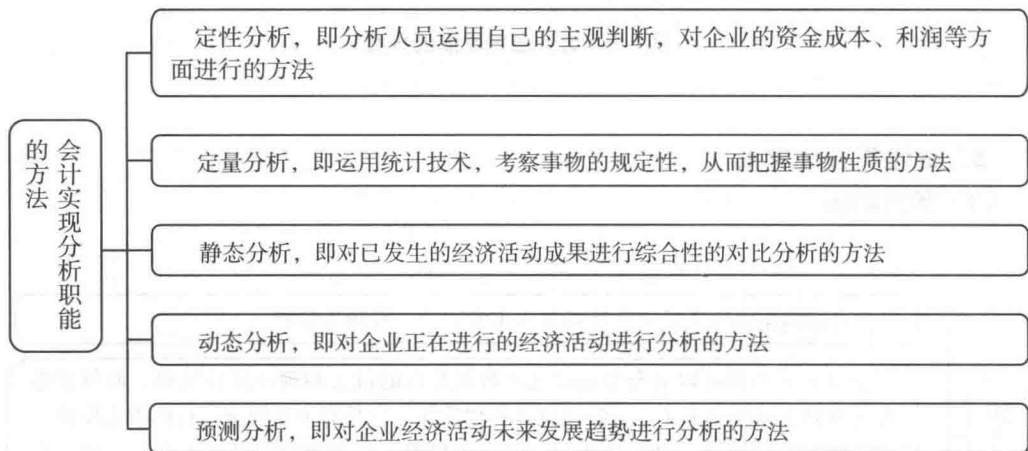 定性分析，即分析人员运用自己的主观判断，对企业的资金成本、利润等方
面进行的方法
定量分析，即运用统计技术，考察事物的规定性，从而把握事物性质的方法
会计实现分析职能
的方法
静态分析，即对已发生的经济活动成果进行综合性的对比分析的方法
动态分析，即对企业正在进行的经济活动进行分析的方法
预测分析，即对企业经济活动未来发展趋势进行分析的方法